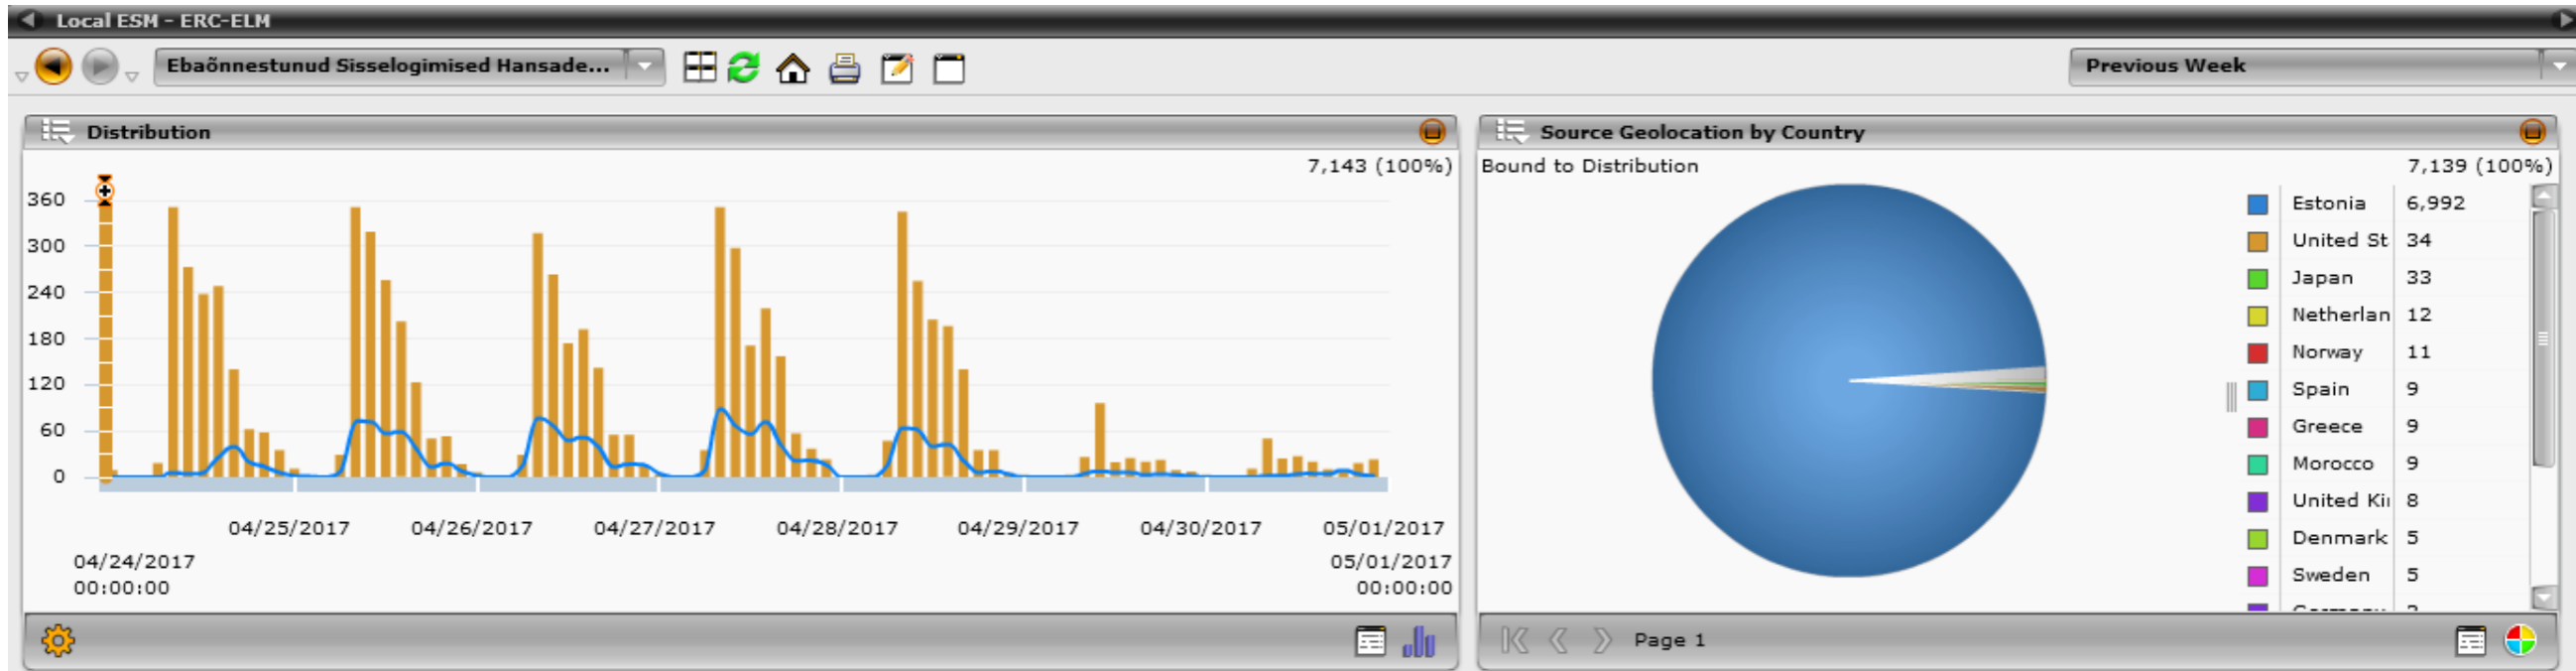 Local ESM - ERC-ELM
Ebaõnnestunud Sisselogimised Hansade...
Previous Week
Distribution
7,143 (100%)
360
300
240
180
120
60
0
04/25/2017 04/26/2017 04/27/2017 04/28/2017 04/29/2017 04/30/2017 05/01/2017
04/24/2017 05/01/2017
00:00:00 00:00:00
Source Geolocation by Country
Bound to Distribution 7,139 (100%)
Estonia 6,992
United St 34
Japan 33
Netherlan 12
Norway 11
Spain 9
Greece 9
Morocco 9
United Ki 8
Denmark 5
Sweden 5
Page 1